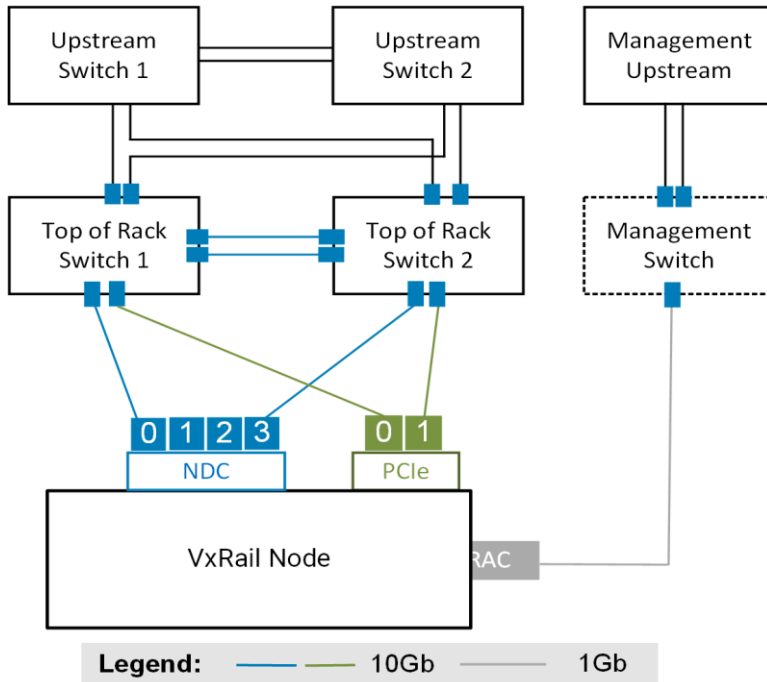 Upstream
Switch 1
Upstream
Switch 2
Management
Upstream
Top of Rack
Switch 1
Top of Rack
Switch 2
Management
Switch
0 1 2 3
0 1
NDC
PCIe
VxRail Node
RAC
Legend: 10Gb 1Gb